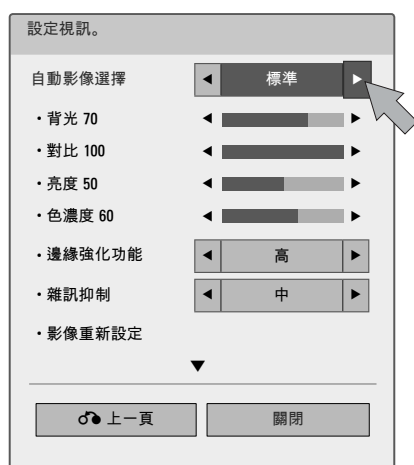 設定視訊。
自動影像選擇 ◀ 標準 ▶
・背光 70 ◀ ▶
・對比 100 ◀ ▶
・亮度 50 ◀ ▶
・色濃度 60 ◀ ▶
・邊緣強化功能 ◀ 高 ▶
・雜訊抑制 ◀ 中 ▶
・影像重新設定
▼
上一頁 關閉